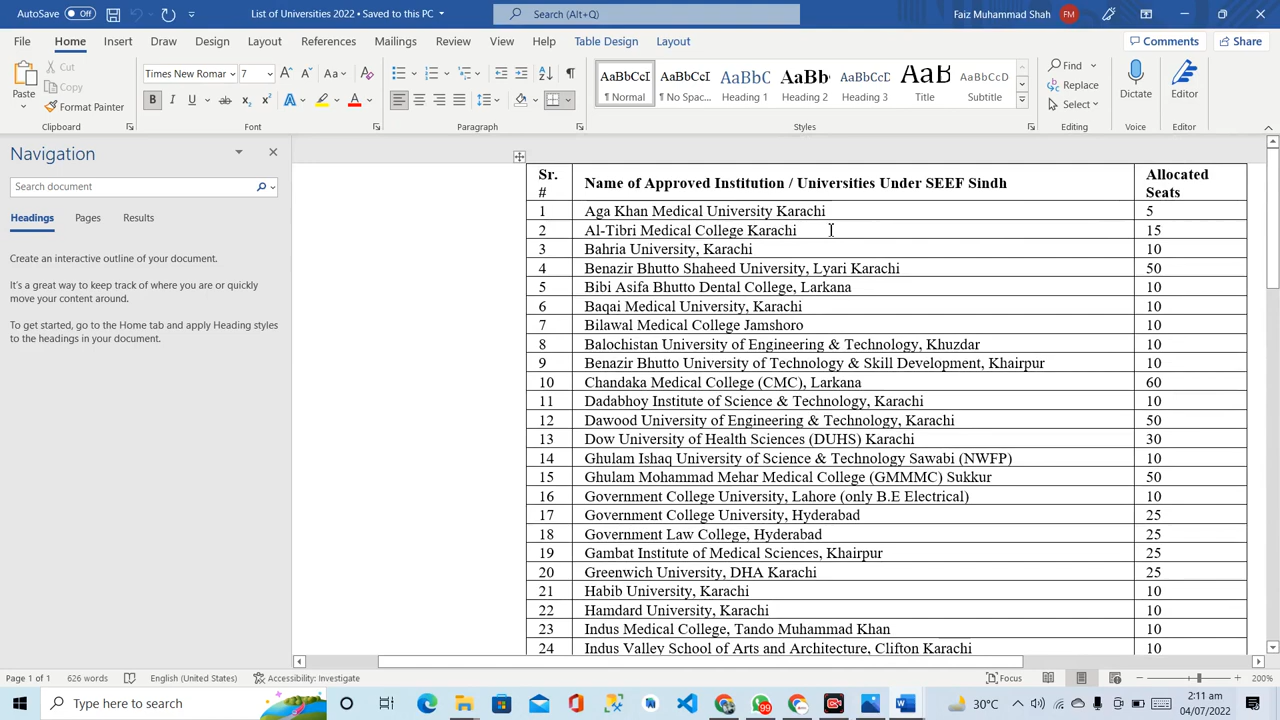 AutoSave Off List of Universities 2022 • Saved to this PC Search (Alt+Q) Faiz Muhammad Shah FM
File Home Insert Draw Design Layout References Mailings Review View Help Table Design Layout Comments Share
Paste Cut Copy Format Painter Clipboard
Times New Roman 7 Font
Paragraph
AaBbCcI ¶ Normal AaBbCcI ¶ No Spac... AaBbC Heading 1 AaBb Heading 2 AaBbCcI Heading 3 AaB Title AaBbCcD Subtitle Styles
Find Replace Select Editing
Dictate Voice
Editor Editor
Navigation
Search document
Headings Pages Results
Create an interactive outline of your document.
It's a great way to keep track of where you are or quickly
move your content around.
To get started, go to the Home tab and apply Heading styles
to the headings in your document.
Sr. # Name of Approved Institution / Universities Under SEEF Sindh Allocated Seats
1 Aga Khan Medical University Karachi 5
2 Al-Tibri Medical College Karachi 15
3 Bahria University, Karachi 10
4 Benazir Bhutto Shaheed University, Lyari Karachi 50
5 Bibi Asifa Bhutto Dental College, Larkana 10
6 Baqai Medical University, Karachi 10
7 Bilawal Medical College Jamshoro 10
8 Balochistan University of Engineering & Technology, Khuzdar 10
9 Benazir Bhutto University of Technology & Skill Development, Khairpur 10
10 Chandaka Medical College (CMC), Larkana 60
11 Dadabhoy Institute of Science & Technology, Karachi 10
12 Dawood University of Engineering & Technology, Karachi 50
13 Dow University of Health Sciences (DUHS) Karachi 30
14 Ghulam Ishaq University of Science & Technology Sawabi (NWFP) 10
15 Ghulam Mohammad Mehar Medical College (GMMMC) Sukkur 50
16 Government College University, Lahore (only B.E Electrical) 10
17 Government College University, Hyderabad 25
18 Government Law College, Hyderabad 25
19 Gambat Institute of Medical Sciences, Khairpur 25
20 Greenwich University, DHA Karachi 25
21 Habib University, Karachi 10
22 Hamdard University, Karachi 10
23 Indus Medical College, Tando Muhammad Khan 10
24 Indus Valley School of Arts and Architecture, Clifton Karachi 10
Page 1 of 1 626 words English (United States) Accessibility: Investigate Focus 200%
Type here to search 99 30°C 2:11 am
04/07/2022